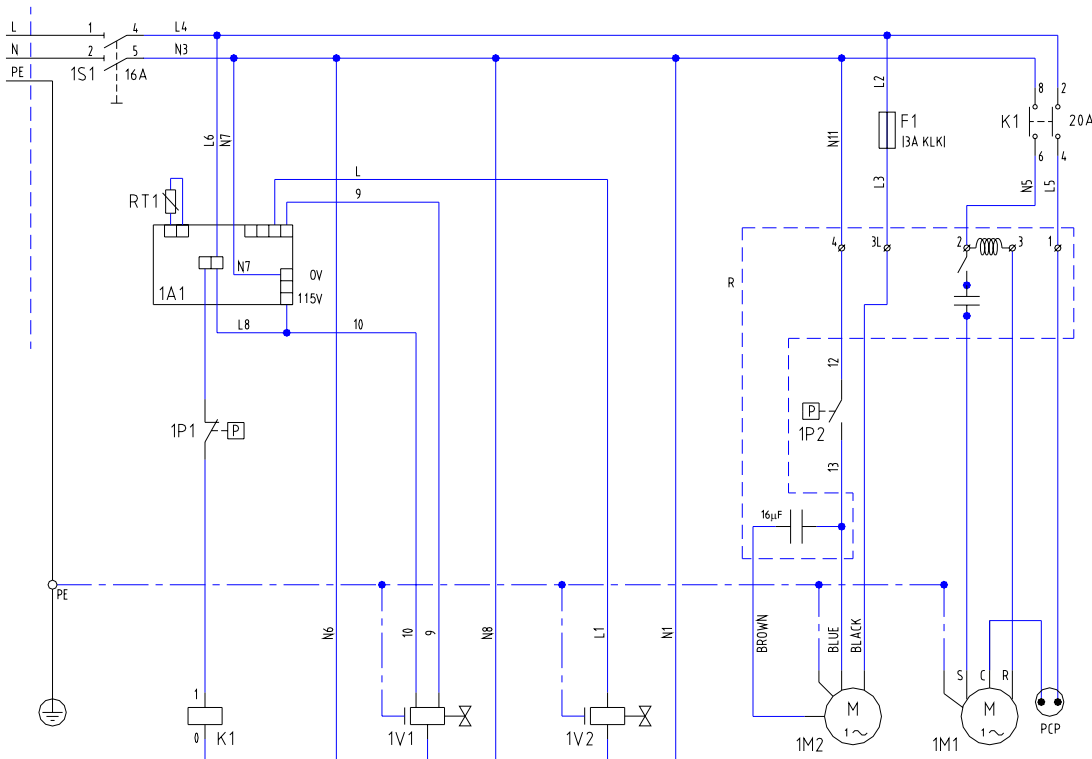 L 1 4 L4
N 2 5 N3
PE 1S1 16A
L2
8 2
K1 20A
F1
|3A KLK|
L6 N7 N11
6 4
L
9
L3
N5 L5
RT1
4 3L 2 3 1
N7 0V
1A1 115V
R
L8 10
12
1P1 P
P
1P2
13
16µF
PE
N6 10 9 N8 L1 N1 BROWN BLUE BLACK
S C R
1
0 K1
1V1 1V2
M
1~
1M2
M
1~
1M1
PCP